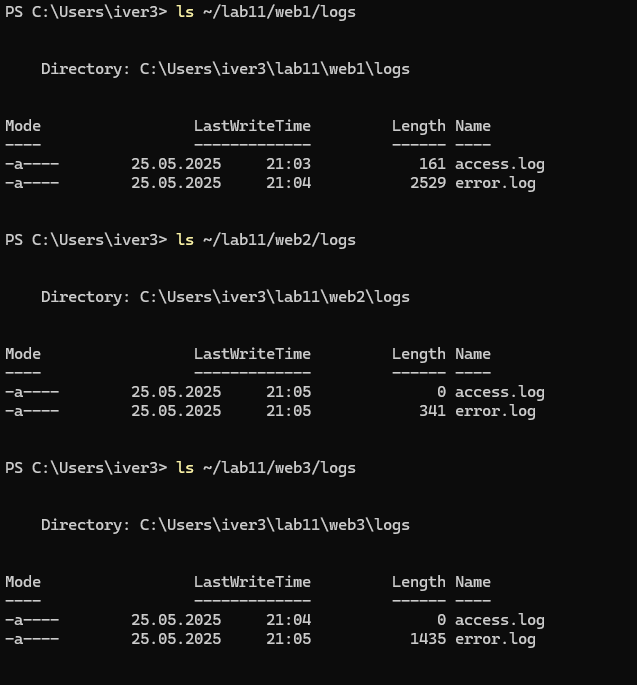 PS C:\Users\iver3> ls ~/lab11/web1/logs
Directory: C:\Users\iver3\lab11\web1\logs
Mode LastWriteTime Length Name
---- ------------- ------ ----
-a---- 25.05.2025 21:03 161 access.log
-a---- 25.05.2025 21:04 2529 error.log
PS C:\Users\iver3> ls ~/lab11/web2/logs
Directory: C:\Users\iver3\lab11\web2\logs
Mode LastWriteTime Length Name
---- ------------- ------ ----
-a---- 25.05.2025 21:05 0 access.log
-a---- 25.05.2025 21:05 341 error.log
PS C:\Users\iver3> ls ~/lab11/web3/logs
Directory: C:\Users\iver3\lab11\web3\logs
Mode LastWriteTime Length Name
---- ------------- ------ ----
-a---- 25.05.2025 21:04 0 access.log
-a---- 25.05.2025 21:05 1435 error.log